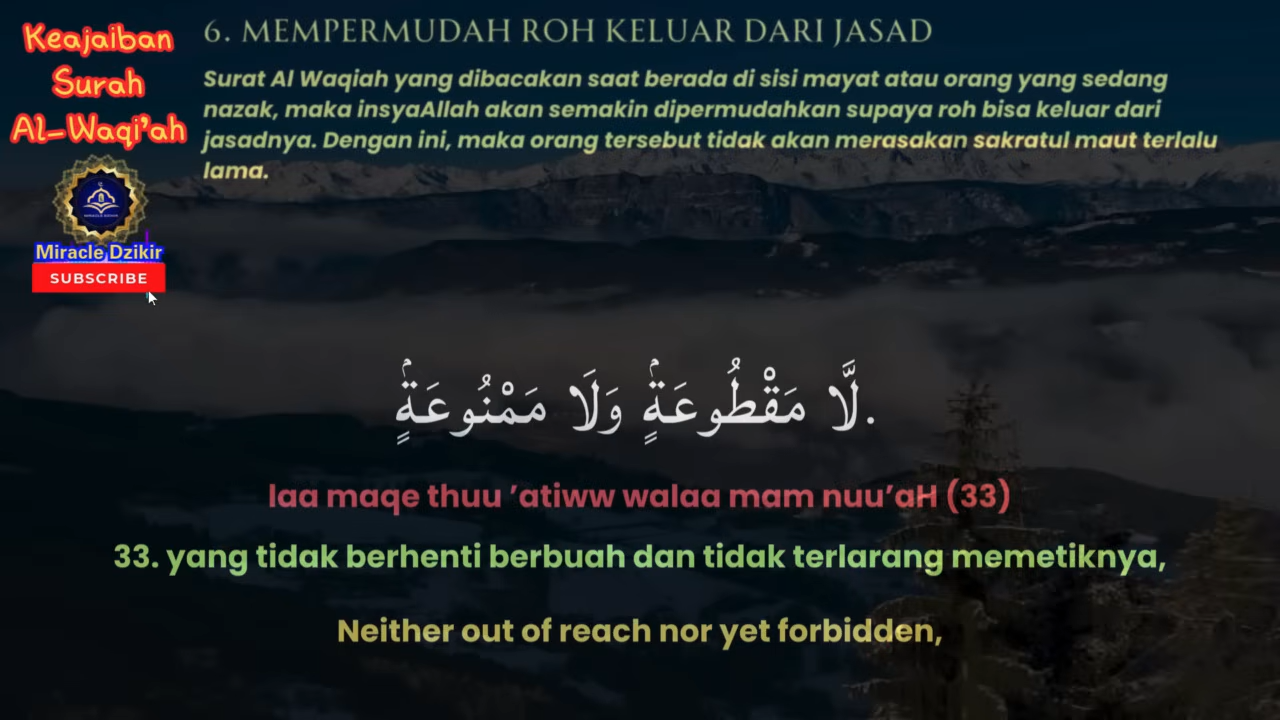 Keajaiban
Surah
Al-Waqi'ah
Miracle Dzikir
SUBSCRIBE
6. MEMPERMUDAH ROH KELUAR DARI JASAD
Surat Al Waqiah yang dibacakan saat berada di sisi mayat atau orang yang sedang
nazak, maka insyaAllah akan semakin dipermudahkan supaya roh bisa keluar dari
jasadnya. Dengan ini, maka orang tersebut tidak akan merasakan sakratul maut terlalu
lama.
لَّا مَقْطُوعَةٍۢ وَلَا مَمْنُوعَةٍۢ.
laa maqe thuu ’atiww walaa mam nuu’aH (33)
33. yang tidak berhenti berbuah dan tidak terlarang memetiknya,
Neither out of reach nor yet forbidden,